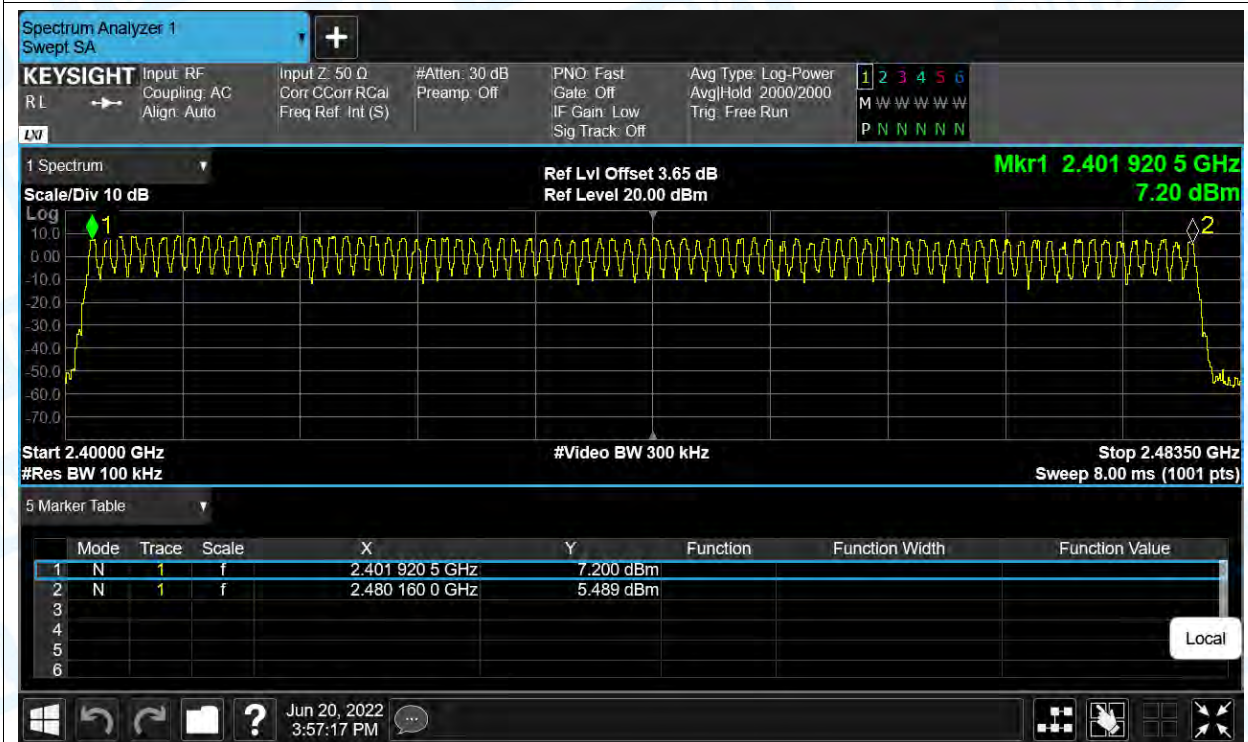 Spectrum Analyzer 1
Swept SA
+
KEYSIGHT Input: RF Input Z: 50 Ω #Atten: 30 dB PNO: Fast Avg Type: Log-Power 1 2 3 4 5 6
RL Coupling: AC Corr CCorr RCal Preamp: Off Gate: Off Avg|Hold: 2000/2000 M W W W W W W
Align: Auto Freq Ref: Int (S) IF Gain: Low Trig: Free Run
LXI Sig Track: Off P N N N N N
1 Spectrum Ref Lvl Offset 3.65 dB Mkr1 2.401 920 5 GHz
Scale/Div 10 dB Ref Level 20.00 dBm 7.20 dBm
Log
1 2
10.0
0.00
-10.0
-20.0
-30.0
-40.0
-50.0
-60.0
-70.0
Start 2.40000 GHz #Video BW 300 kHz Stop 2.48350 GHz
#Res BW 100 kHz Sweep 8.00 ms (1001 pts)
5 Marker Table
Mode Trace Scale X Y Function Function Width Function Value
1 N 1 f 2.401 920 5 GHz 7.200 dBm
2 N 1 f 2.480 160 0 GHz 5.489 dBm
3
4
5
6
Local
? Jun 20, 2022
3:57:17 PM